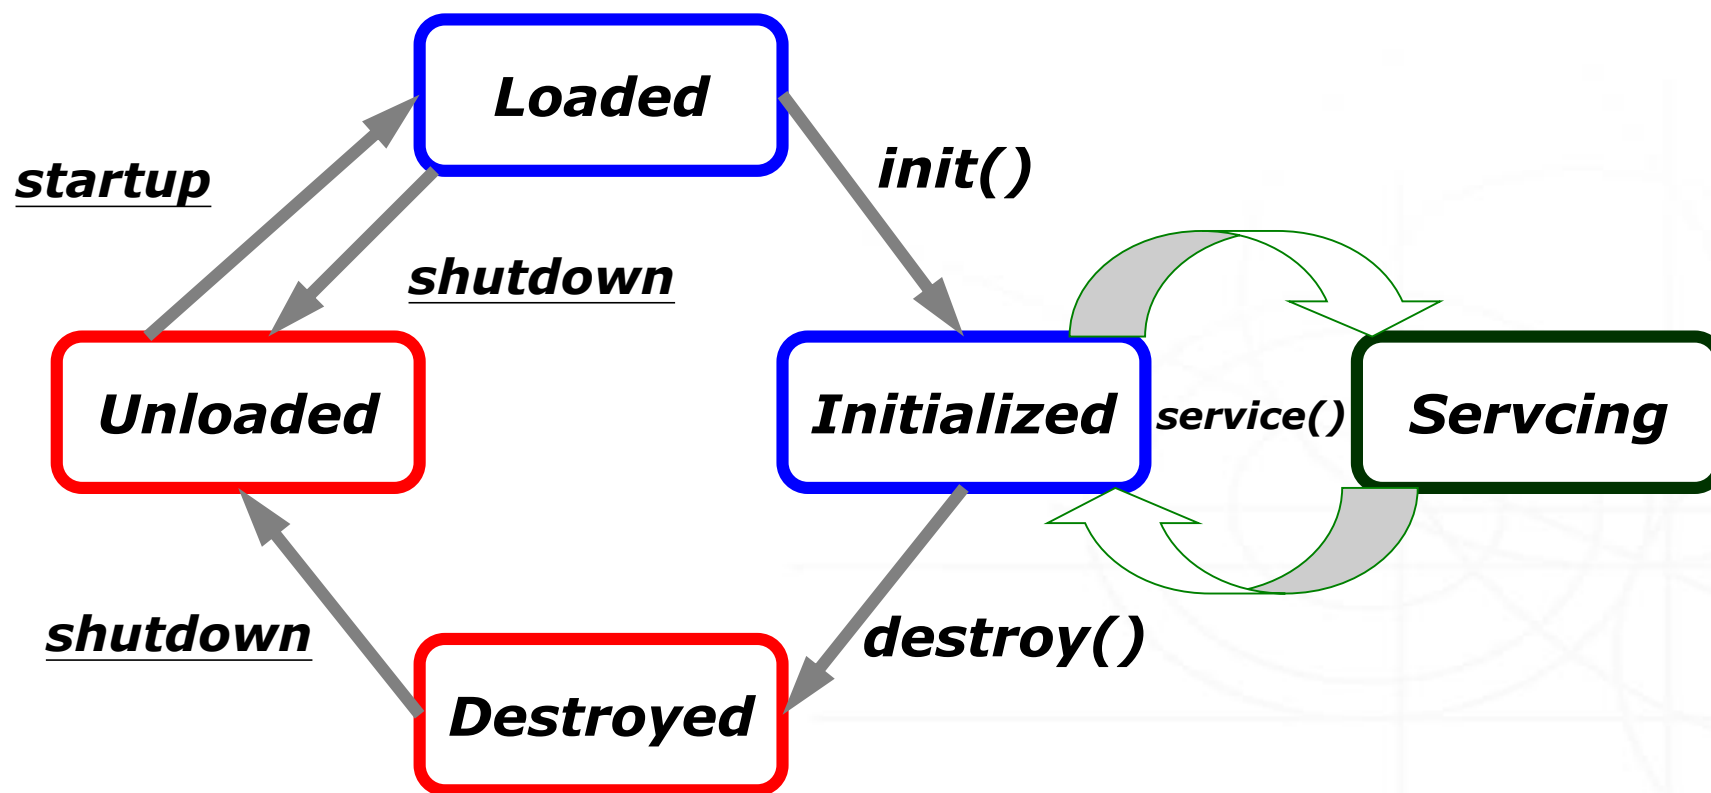 Loaded
startup
init()
shutdown
Unloaded
Initialized
service()
Servcing
shutdown
destroy()
Destroyed